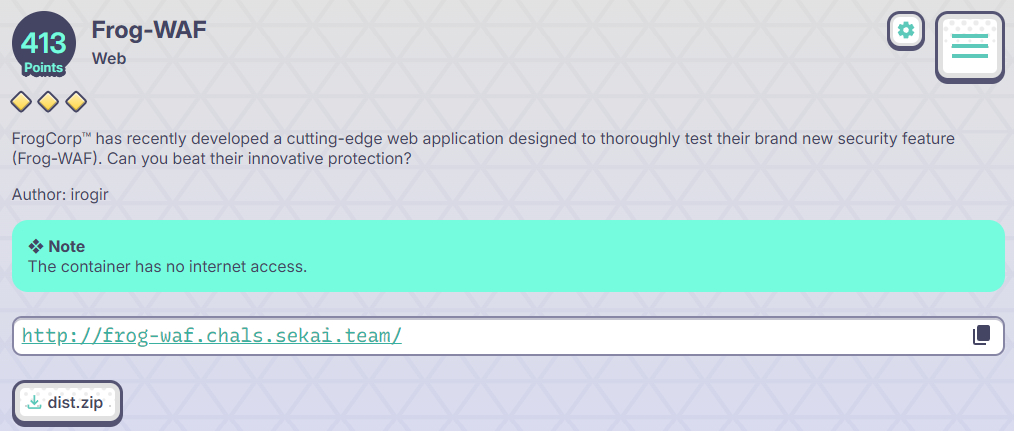 413
Points
Frog-WAF
Web
FrogCorp™ has recently developed a cutting-edge web application designed to thoroughly test their brand new security feature
(Frog-WAF). Can you beat their innovative protection?
Author: irogir
❖ Note
The container has no internet access.
http://frog-waf.chals.sekai.team/
dist.zip